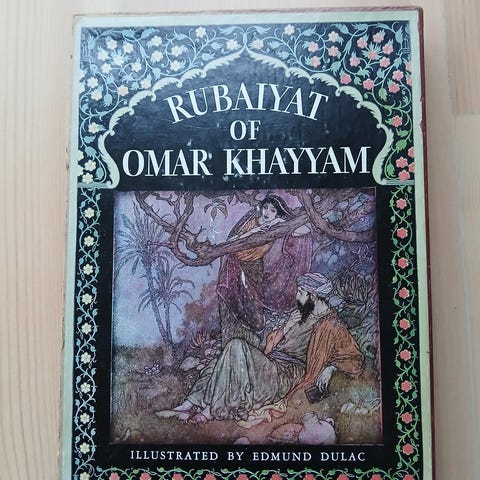 RUBAIYAT
OF
OMAR KHAYYAM
ILLUSTRATED BY EDMUND DULAC